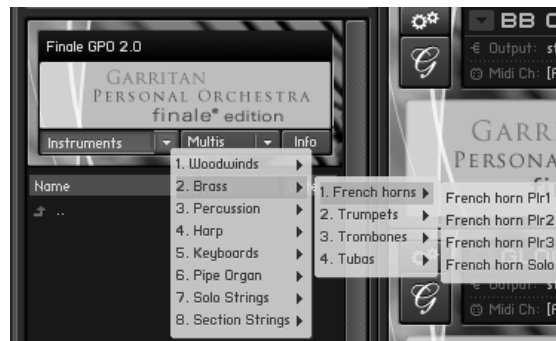 Finale GPO 2.0
GARRITAN
PERSONAL ORCHESTRA
finale® edition
Instruments
Multis
Info
Name
..
1. Woodwinds
2. Brass
3. Percussion
4. Harp
5. Keyboards
6. Pipe Organ
7. Solo Strings
8. Section Strings
1. French horns
2. Trumpets
3. Trombones
4. Tubas
French horn Plr1
French horn Plr2
French horn Plr3
French horn Solo
G
BB
Output:
Midi Ch:
GARR
PERSONA
G
Output:
Midi Ch: